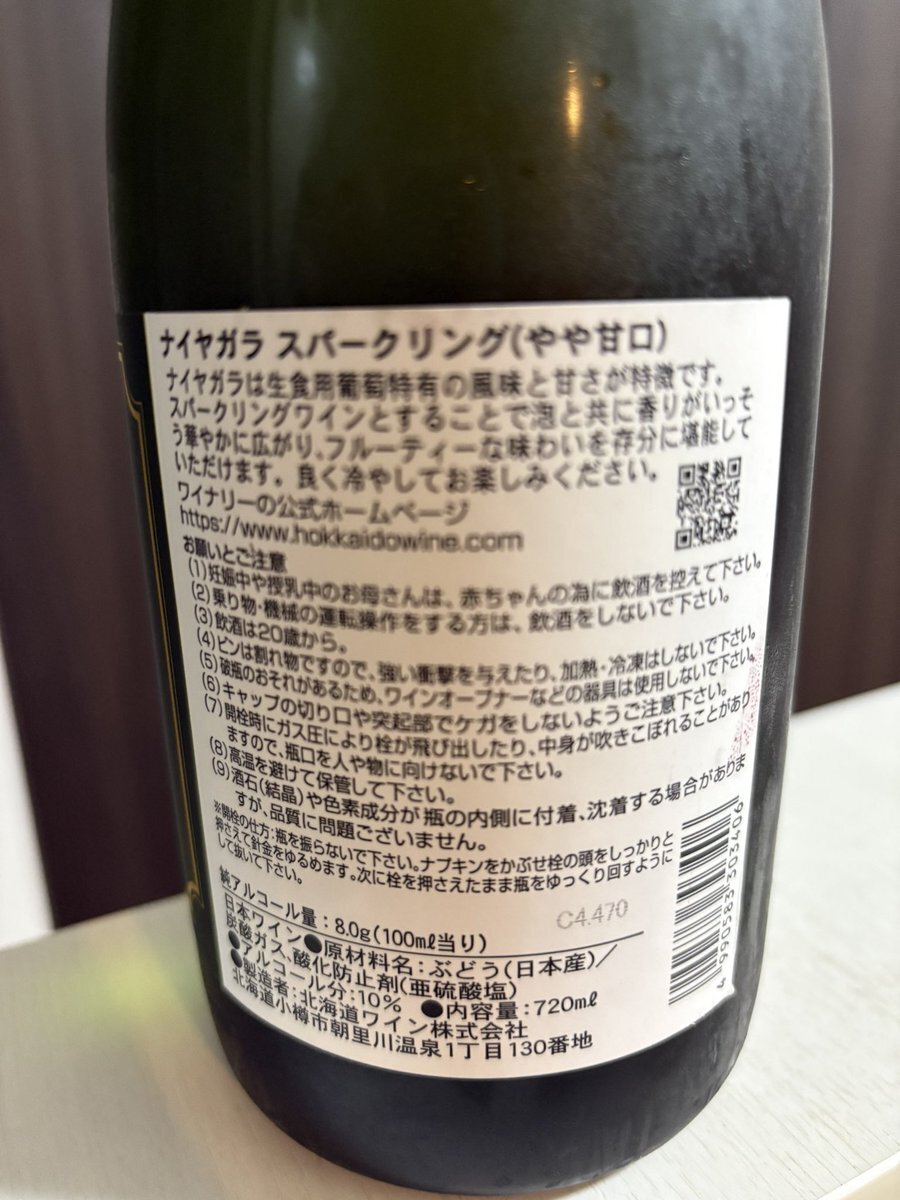 ナイヤガラ スパークリング(やや甘口)
ナイヤガラは生食用葡萄特有の風味と甘さが特徴です。
スパークリングワインとすることで泡と共に香りがいっそ
う華やかに広がり、フルーティーな味わいを存分に堪能して
いただけます。良く冷やしてお楽しみください。
ワイナリーの公式ホームページ
https://www.hokkaidowine.com
お願いとご注意
(1)妊娠中や授乳中のお母さんは、赤ちゃんの為に飲酒を控えて下さい。
(2)乗り物・機械の運転操作をする方は、飲酒をしないで下さい。
(3)飲酒は20歳から。
(4)ビンは割れ物ですので、強い衝撃を与えたり、加熱・冷凍はしないで下さい。
(5)破瓶のおそれがあるため、ワインオープナーなどの器具は使用しないで下さい。
(6)キャップの切り口や突起部でケガをしないようご注意下さい。
(7)開栓時にガス圧により栓が飛び出したり、中身が吹きこぼれることがあり
ますので、瓶口を人や物に向けないで下さい。
(8)高温を避けて保管して下さい。
(9)酒石(結晶)や色素成分が瓶の内側に付着、沈着する場合がありま
すが、品質に問題ございません。
※開栓の仕方:瓶を振らないで下さい。ナプキンをかぶせ栓の頭をしっかりと
押さえて針金をゆるめます。次に栓を押さえたまま瓶をゆっくり回すように
して抜いて下さい。
純アルコール量:8.0g(100ml当り)
C4.470
日本ワイン●原材料名:ぶどう(日本産)/
炭酸ガス、酸化防止剤(亜硫酸塩)
●アルコール分:10% ●内容量:720ml
●製造者:北海道ワイン株式会社
北海道小樽市朝里川温泉1丁目130番地
4 990583 303406